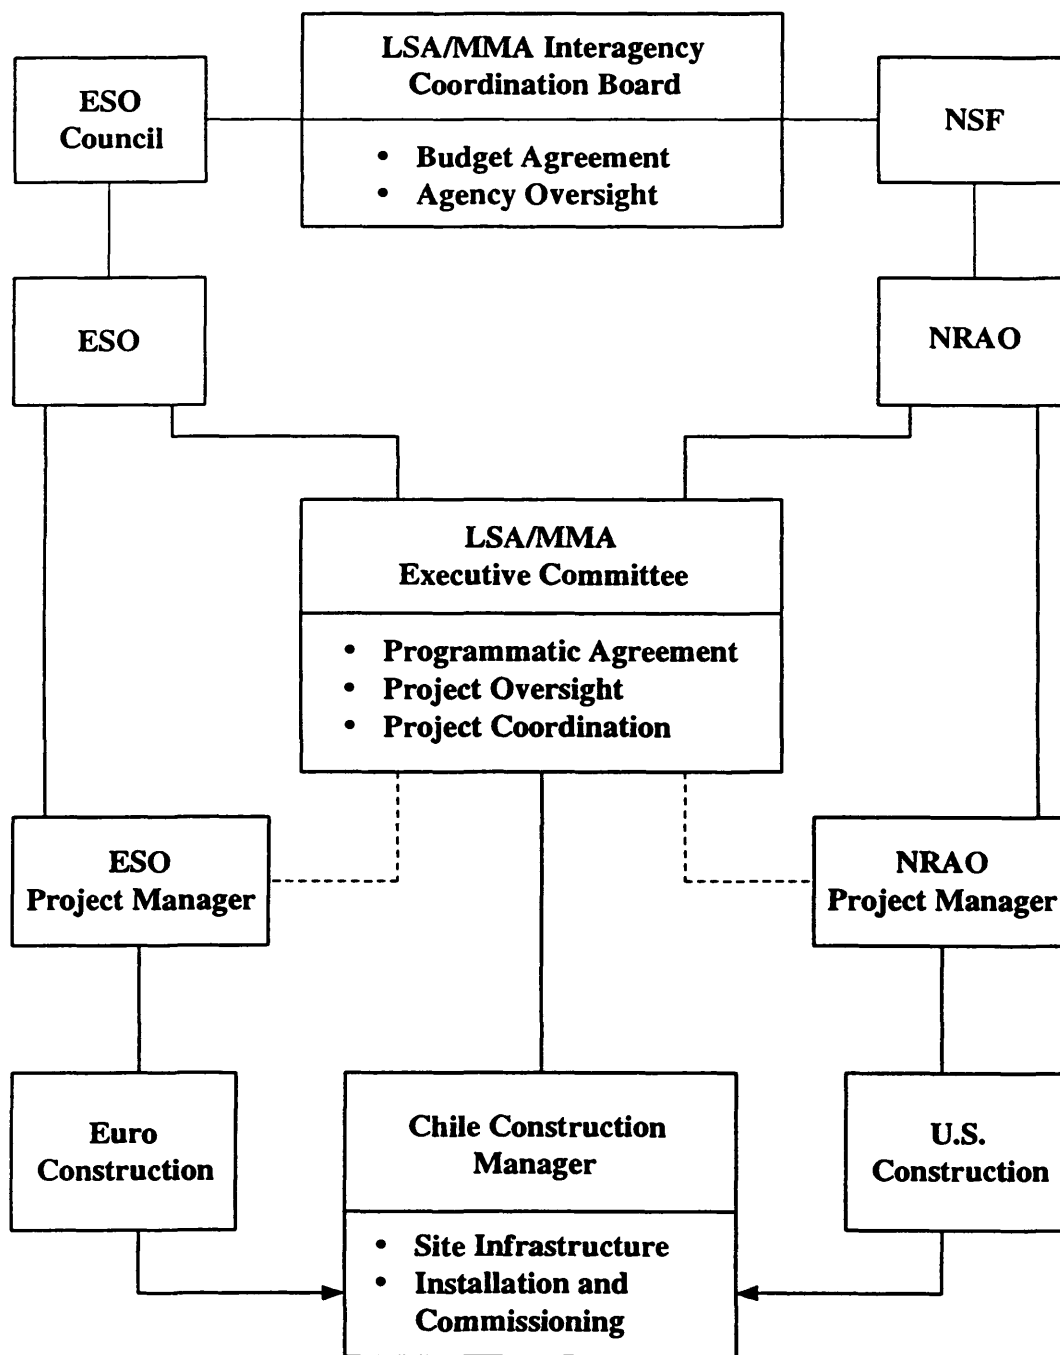 LSA/MMA Interagency
Coordination Board
• Budget Agreement
• Agency Oversight
ESO
Council
NSF
ESO
NRAO
LSA/MMA
Executive Committee
• Programmatic Agreement
• Project Oversight
• Project Coordination
ESO
Project Manager
NRAO
Project Manager
Euro
Construction
Chile Construction
Manager
• Site Infrastructure
• Installation and
Commissioning
U.S.
Construction